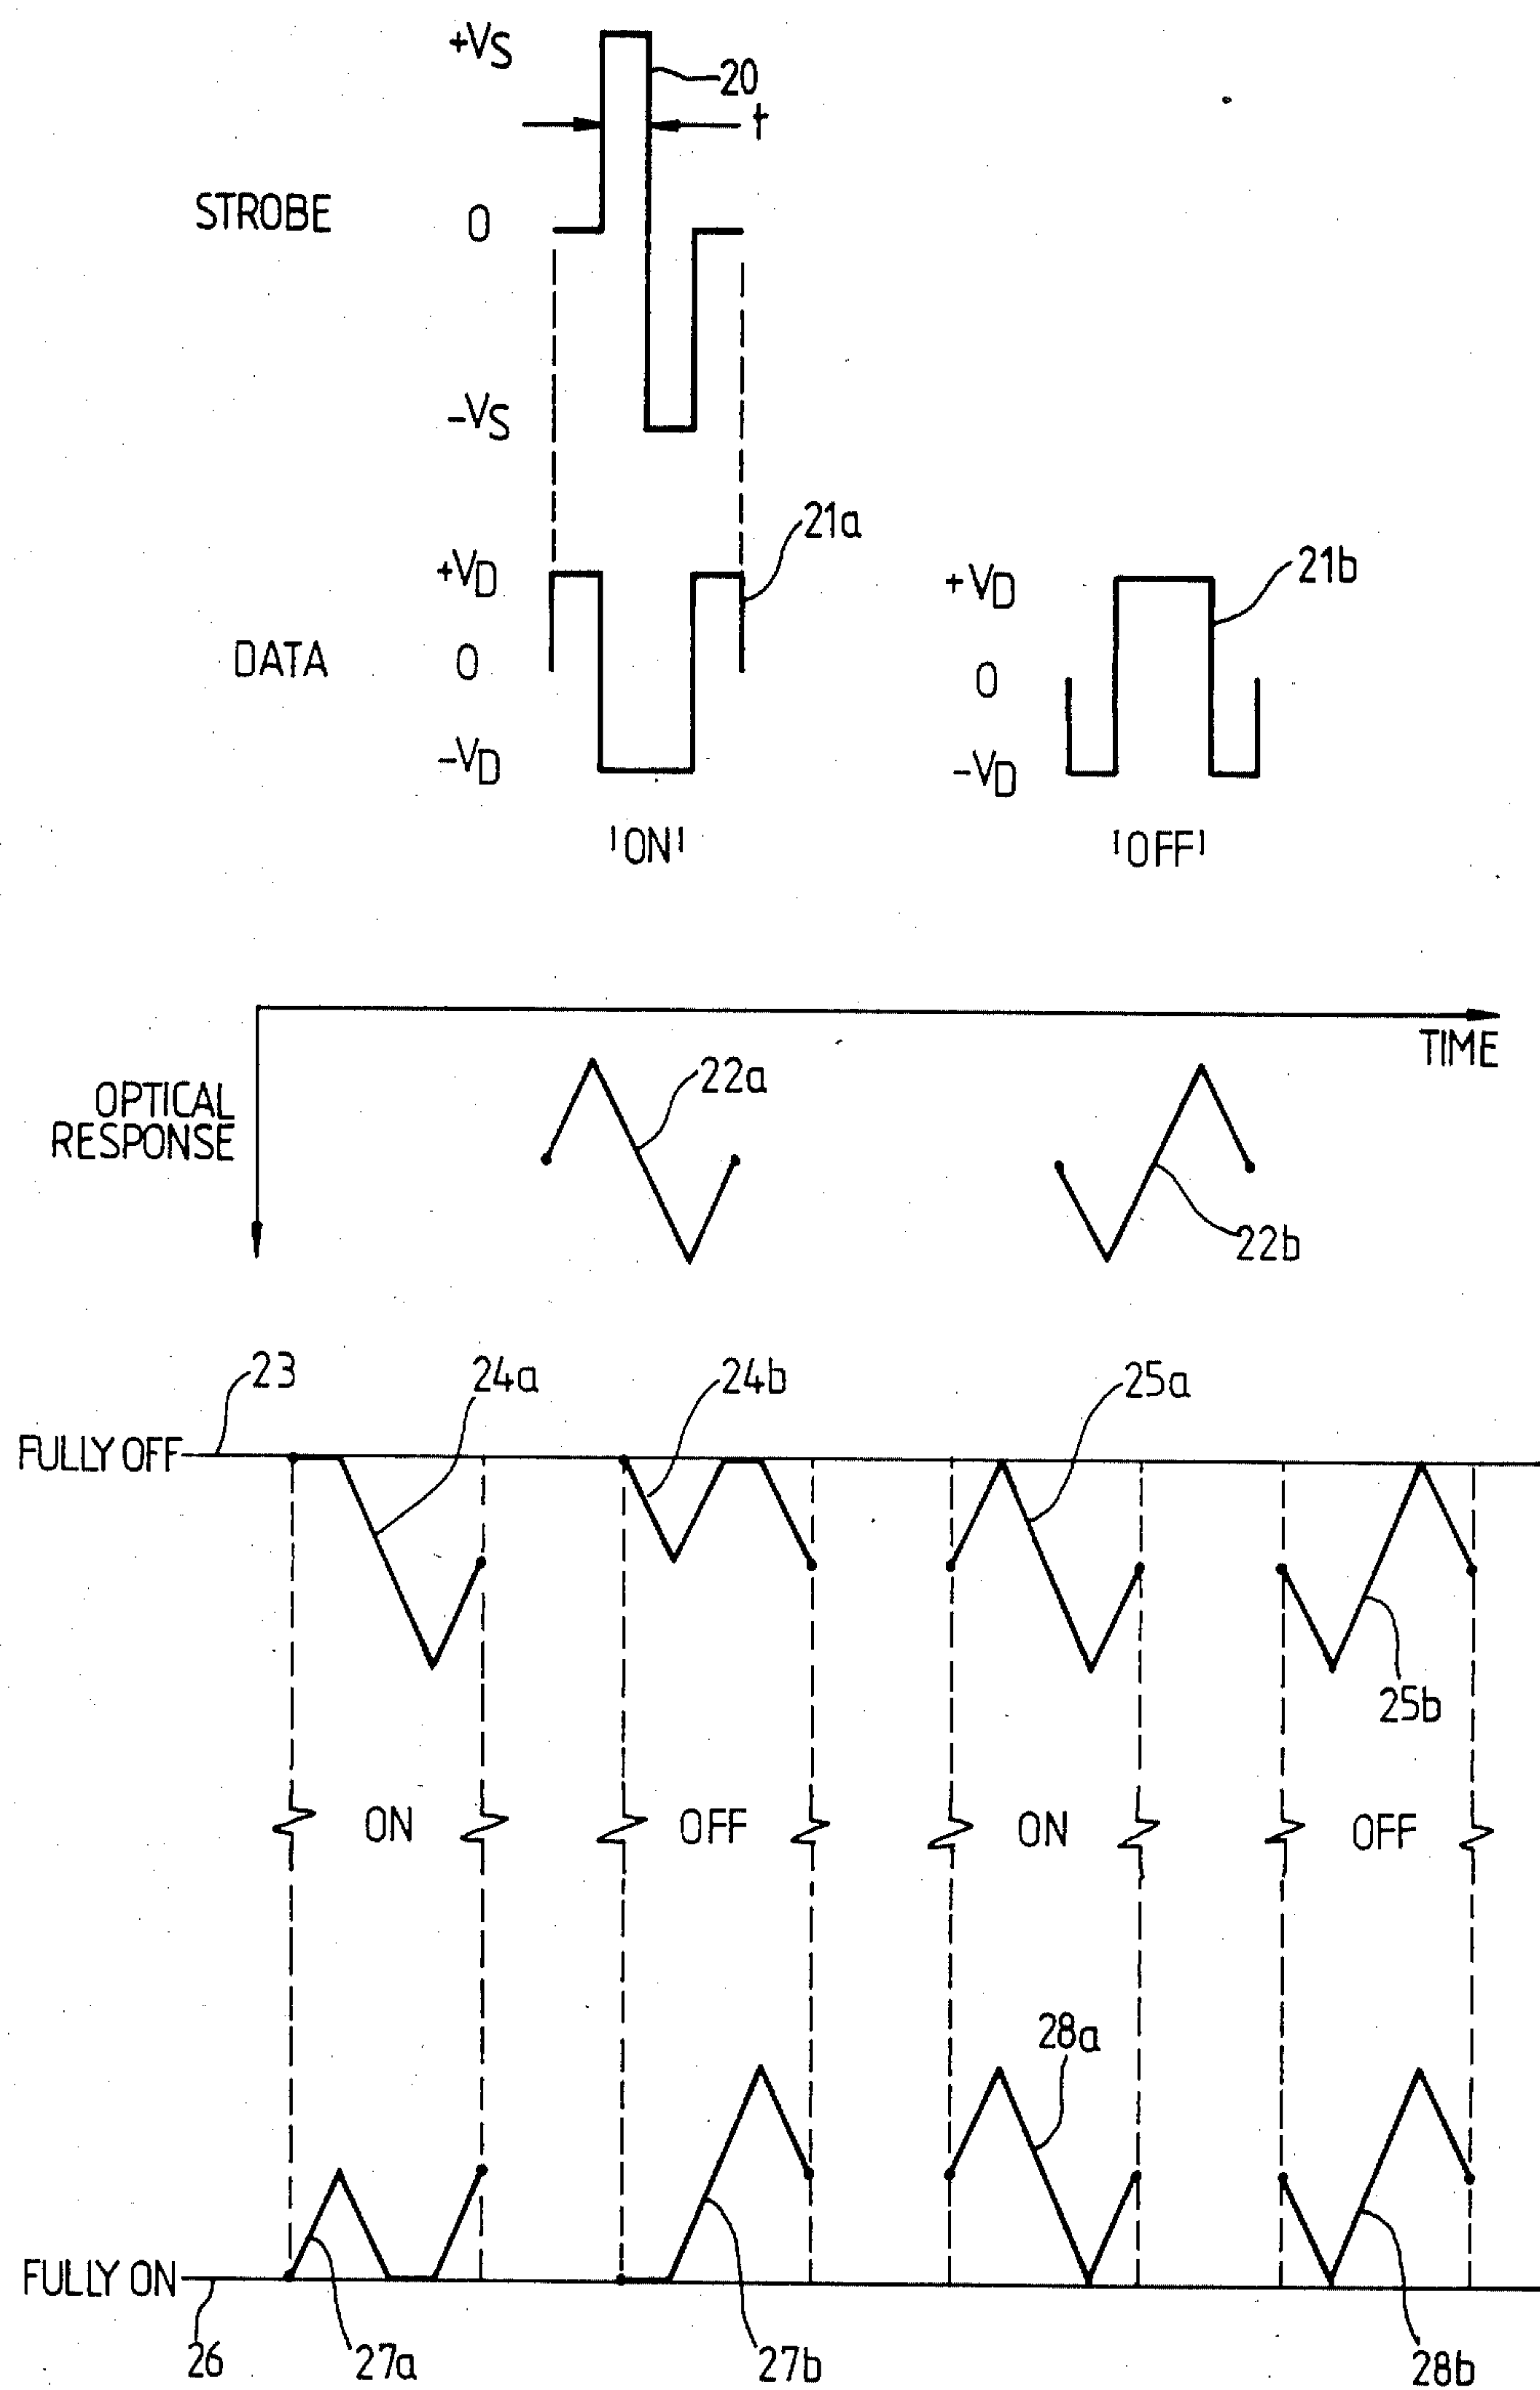 +VS
20
t
STROBE
0
-VS
21a
+VD
DATA
0
-VD
'ON'
21b
+VD
0
-VD
'OFF'
TIME
OPTICAL
RESPONSE
22a
22b
23
24a
24b
25a
FULLY OFF
25b
ON
OFF
ON
OFF
28a
FULLY ON
26
27a
27b
28b